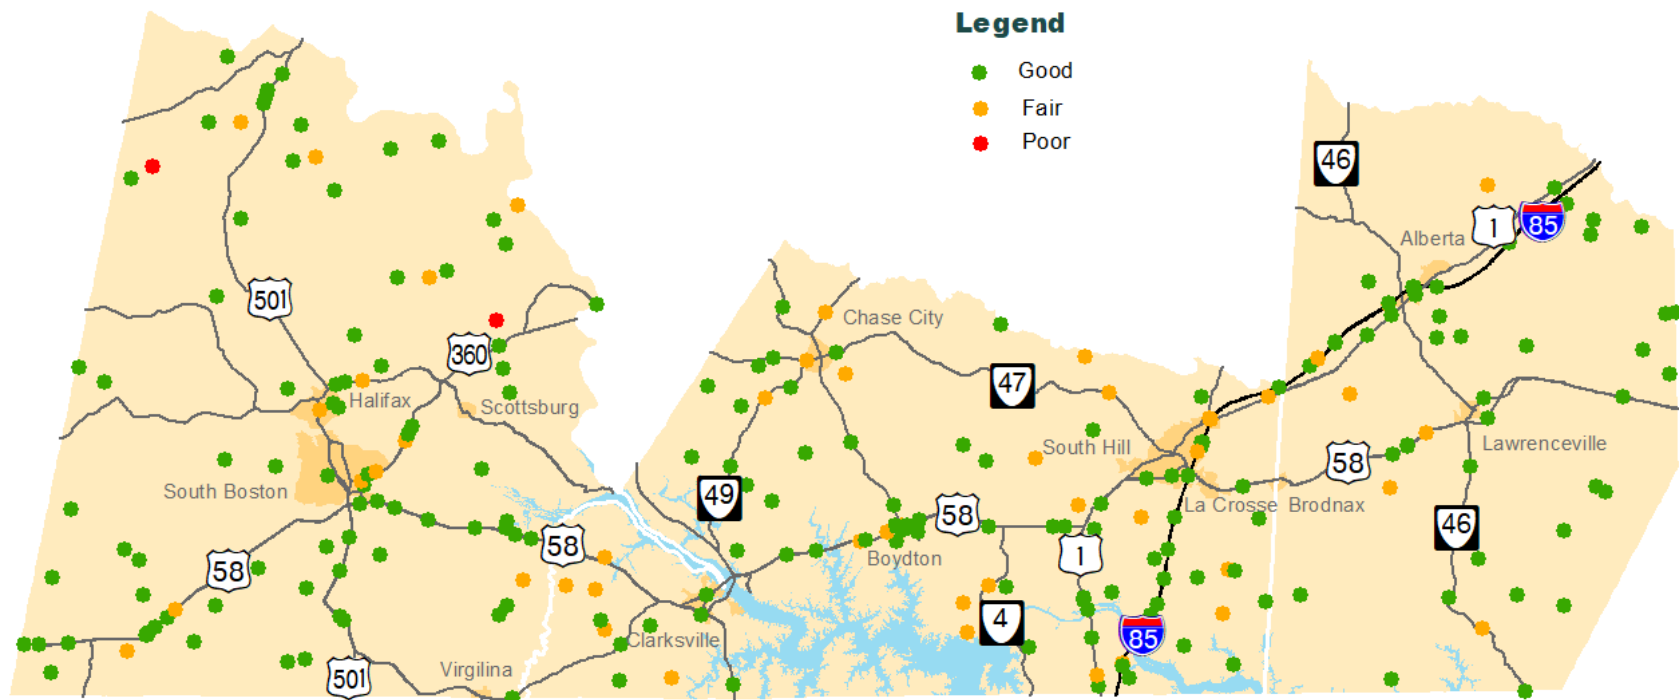 Legend
Good
Fair
Poor
46
1
85
Alberta
501
Chase City
360
47
Halifax
Scottsburg
South Hill
Lawrenceville
58
South Boston
49
La Crosse
Brodnax
58
46
58
1
Boydton
58
4
85
Clarksville
Virgilina
501